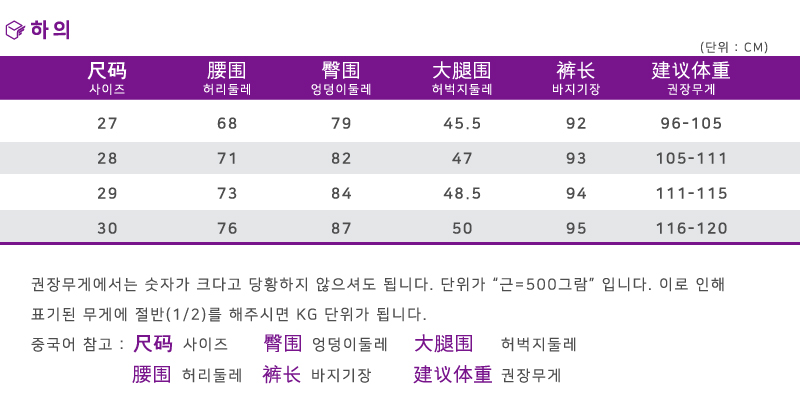 하의
(단위 : CM)
尺码 腰围 臀围 大腿围 裤长 建议体重
사이즈 허리둘레 엉덩이둘레 허벅지둘레 바지기장 권장무게
27 68 79 45.5 92 96-105
28 71 82 47 93 105-111
29 73 84 48.5 94 111-115
30 76 87 50 95 116-120
권장무게에서는 숫자가 크다고 당황하지 않으셔도 됩니다. 단위가 “근=500그람” 입니다. 이로 인해
표기된 무게에 절반(1/2)를 해주시면 KG 단위가 됩니다.
중국어 참고 : 尺码 사이즈 臀围 엉덩이둘레 大腿围 허벅지둘레
腰围 허리둘레 裤长 바지기장 建议体重 권장무게